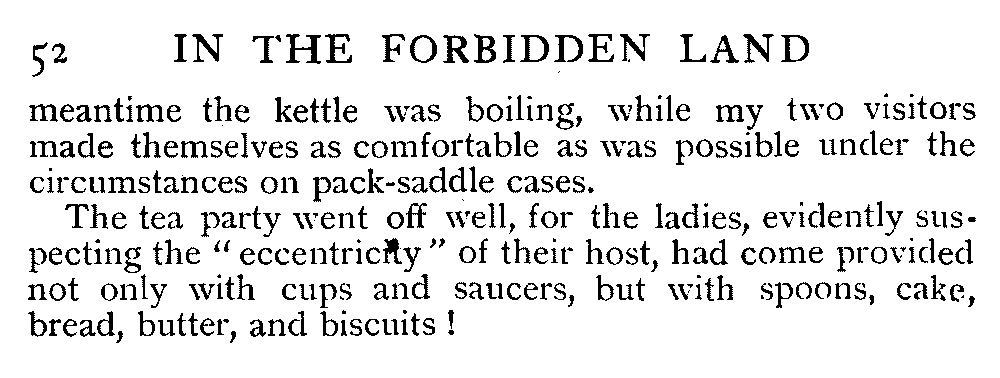 52 IN THE FORBIDDEN LAND
meantime the kettle was boiling, while my two visitors
made themselves as comfortable as was possible under the
circumstances on pack-saddle cases.
The tea party went off well, for the ladies, evidently sus-
pecting the “ eccentricity ” of their host, had come provided
not only with cups and saucers, but with spoons, cake,
bread, butter, and biscuits !